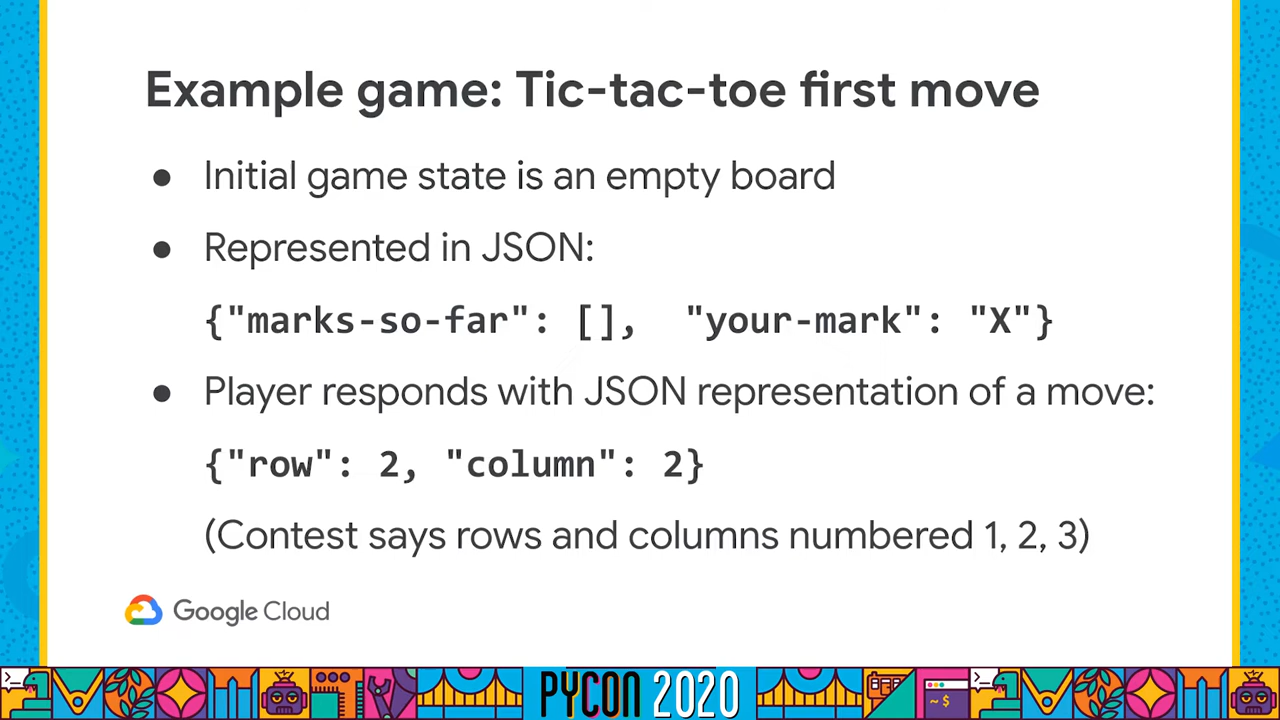 Example game: Tic-tac-toe first move
● Initial game state is an empty board
● Represented in JSON:
{"marks-so-far": [], "your-mark": "X"}
● Player responds with JSON representation of a move:
{"row": 2, "column": 2}
(Contest says rows and columns numbered 1, 2, 3)
Google Cloud
PYCON 2020
~$